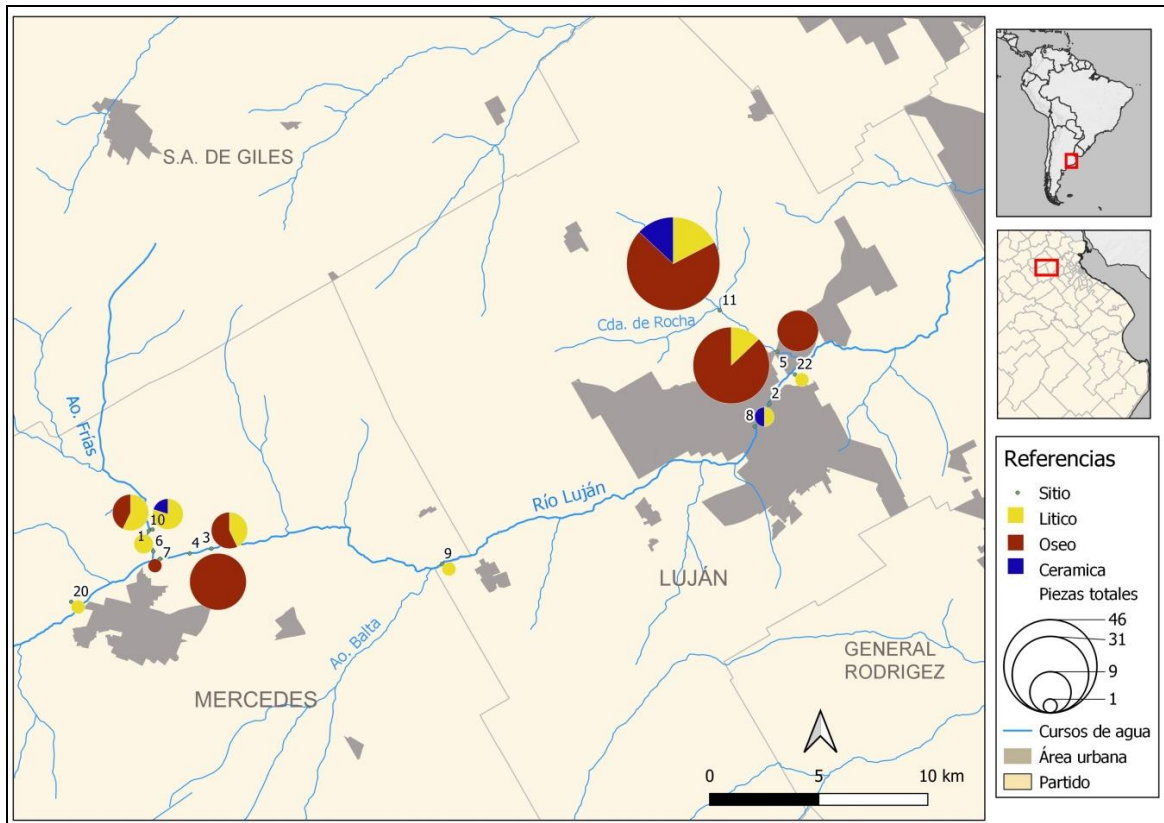 S.A. DE GILES
11
Cda. de Rocha
5
22
2
8
Ao. Frías
Río Luján
10
1
6
7
4
3
9
20
LUJÁN
Ao. Balta
MERCEDES
GENERAL
RODRIGEZ
0
5
10 km
Referencias
Sitio
Litico
Oseo
Ceramica
Piezas totales
46
31
9
1
Cursos de agua
Área urbana
Partido